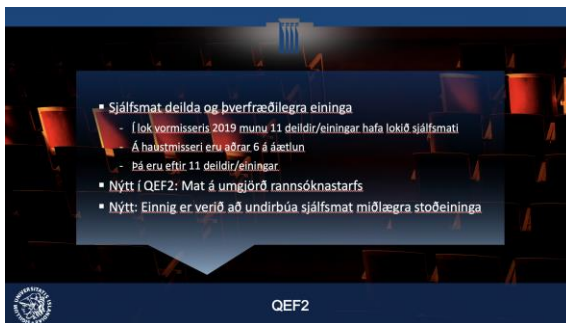 ▪ Sjálfsmat deilda og þverfræðilegra eininga
- Í lok vormisseris 2019 munu 11 deildir/einingar hafa lokið sjálfsmati
- Á haustmisseri eru aðrar 6 á áætlun
- Þá eru eftir 11 deildir/einingar
▪ Nýtt í QEF2: Mat á umgjörð rannsóknastarfs
▪ Nýtt: Einnig er verið að undirbúa sjálfsmat miðlægra stoðeininga
QEF2